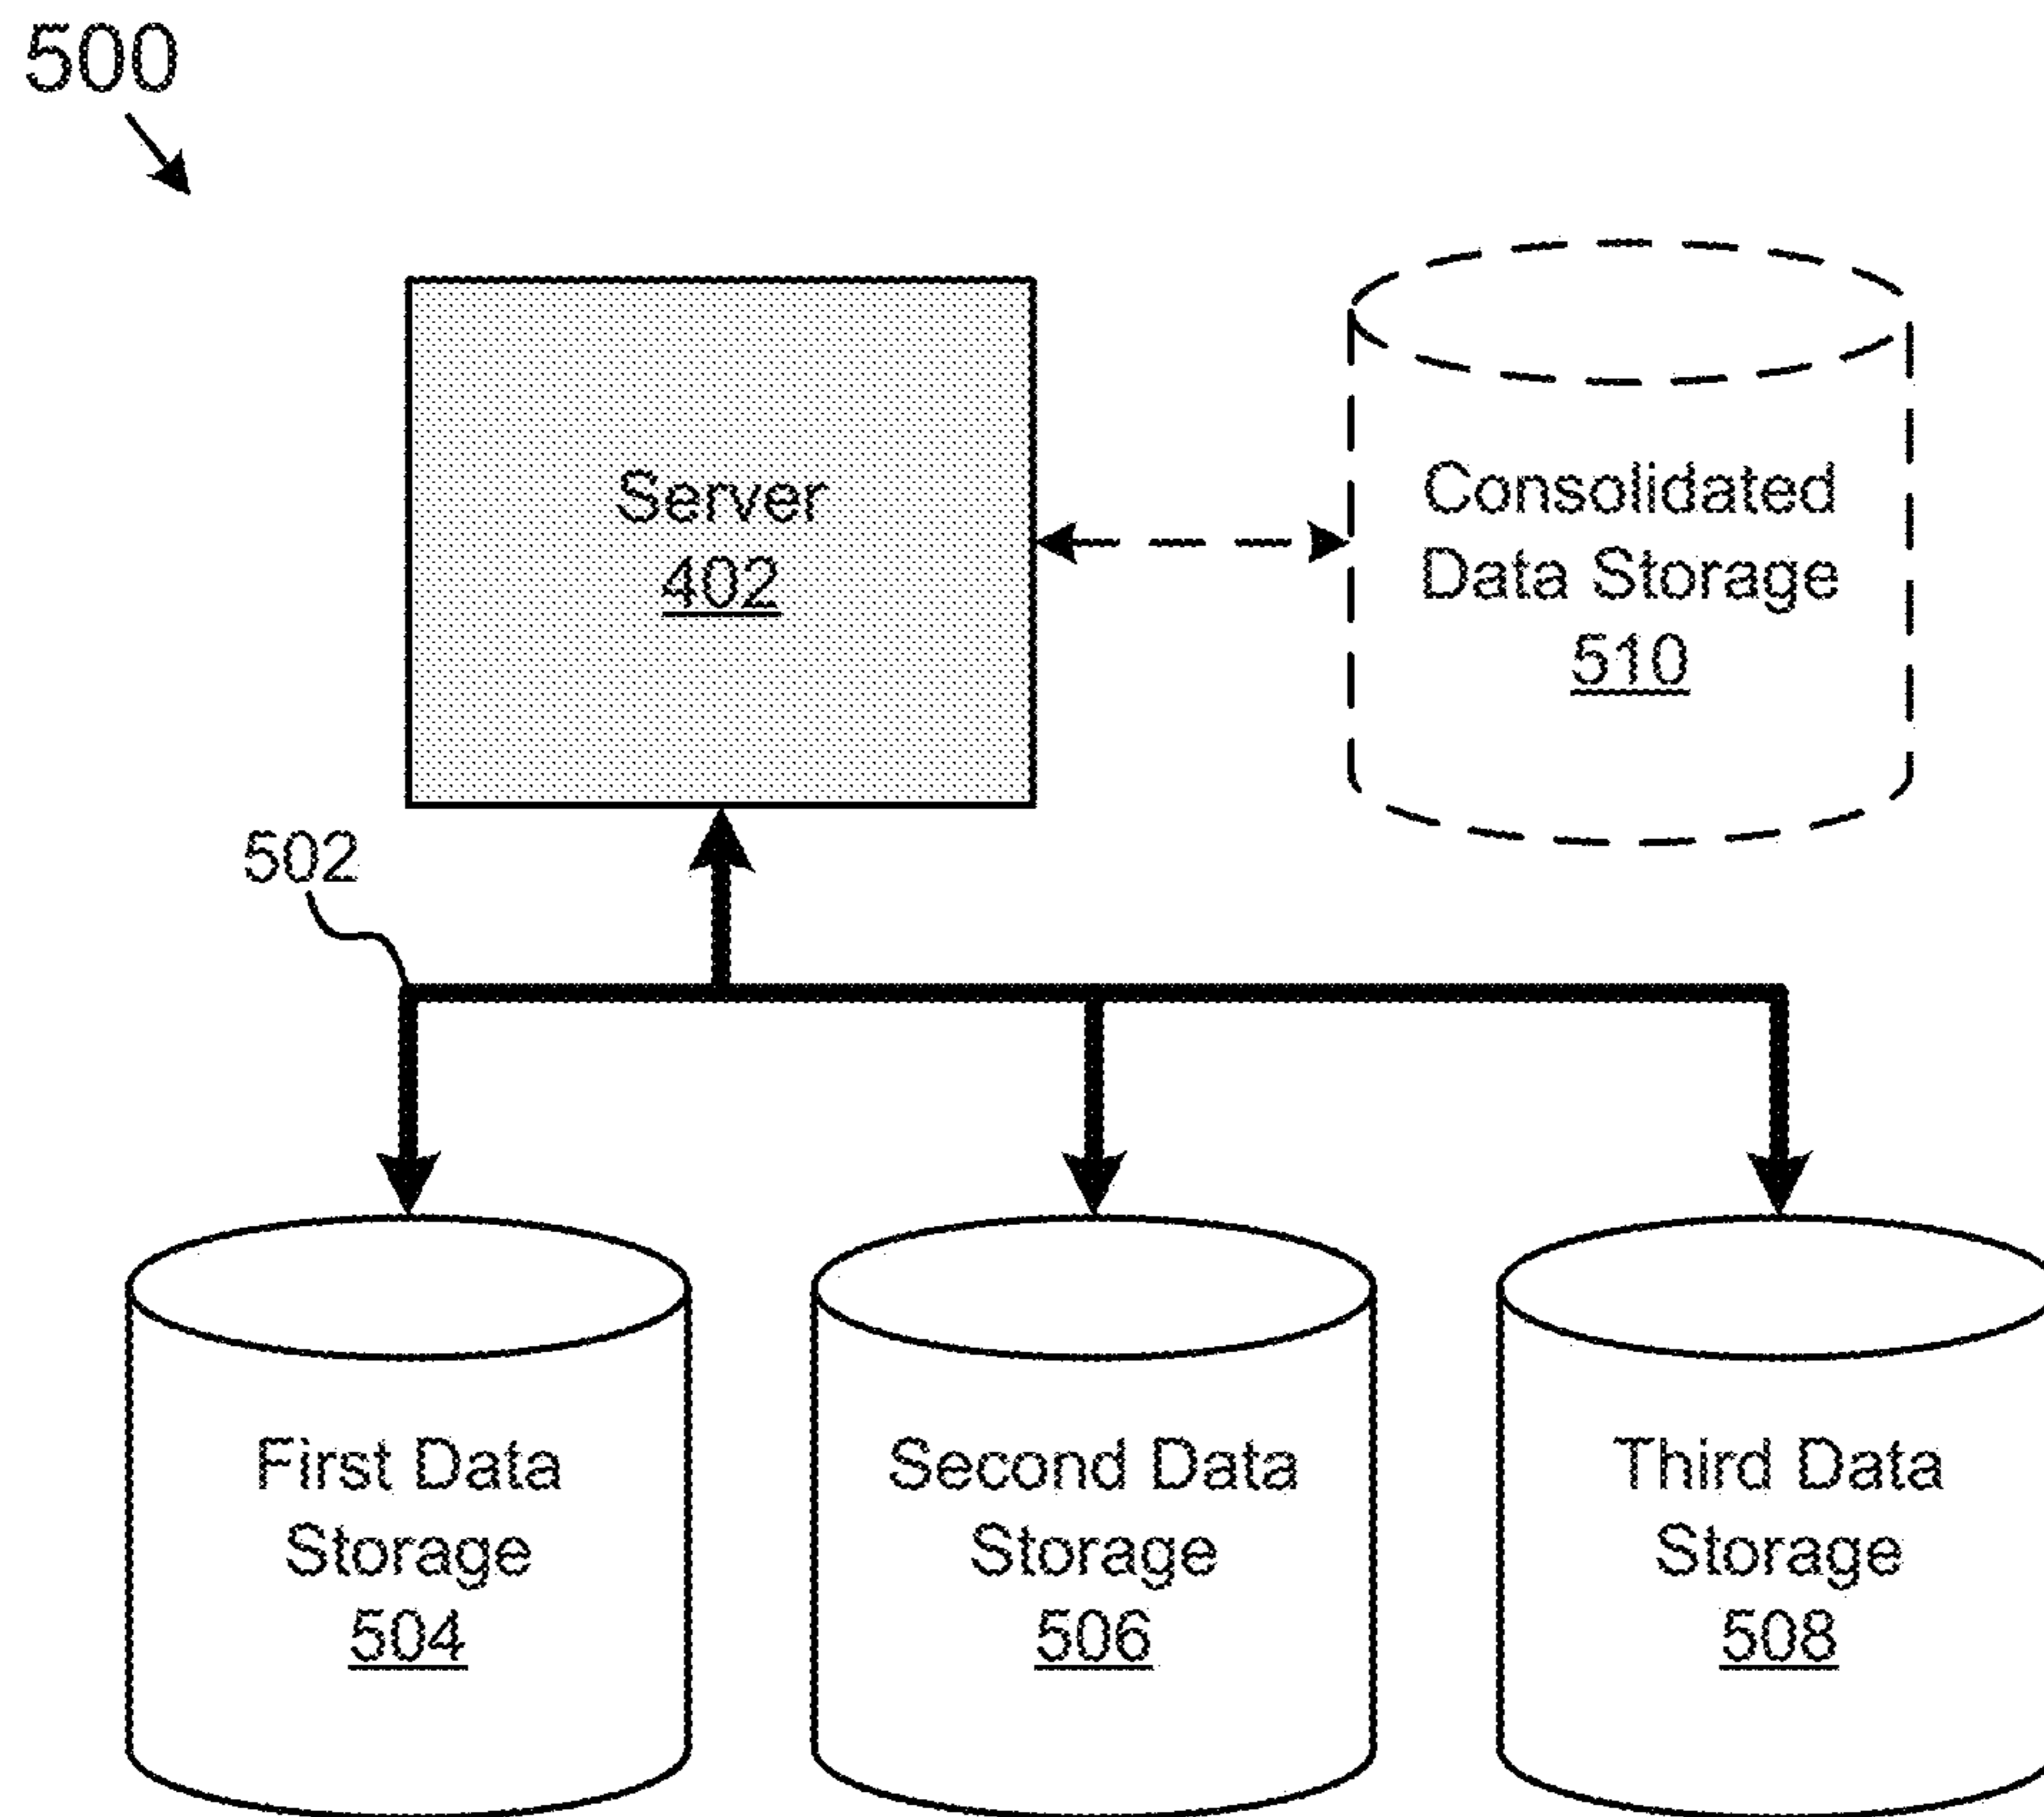 500
Server
402
Consolidated
Data Storage
510
502
First Data
Storage
504
Second Data
Storage
506
Third Data
Storage
508